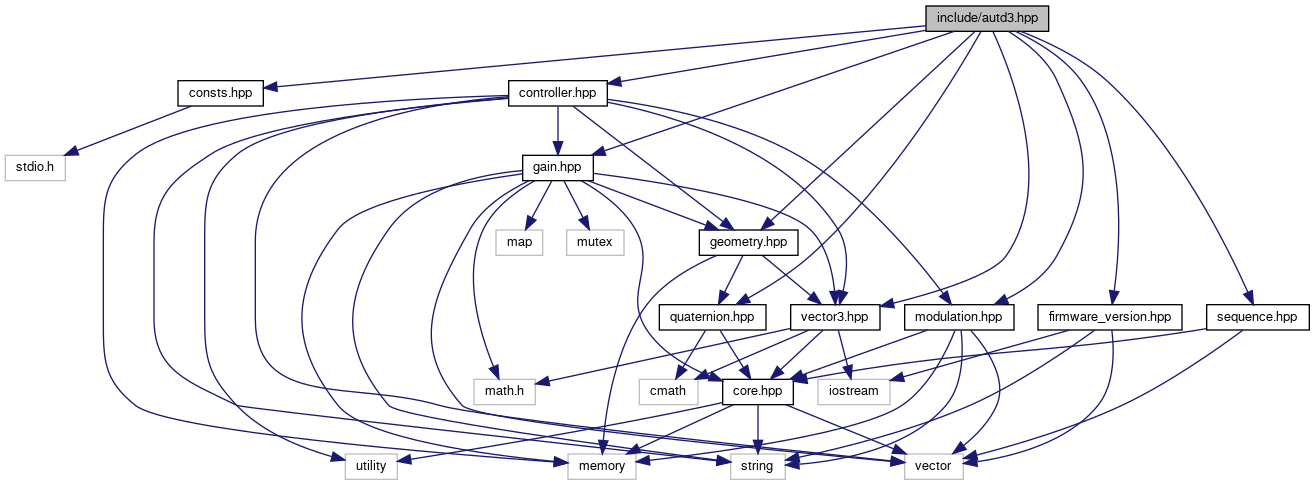 include/autd3.hpp
consts.hpp
controller.hpp
stdio.h
gain.hpp
map
mutex
geometry.hpp
quaternion.hpp
vector3.hpp
modulation.hpp
firmware_version.hpp
sequence.hpp
math.h
cmath
core.hpp
iostream
utility
memory
string
vector